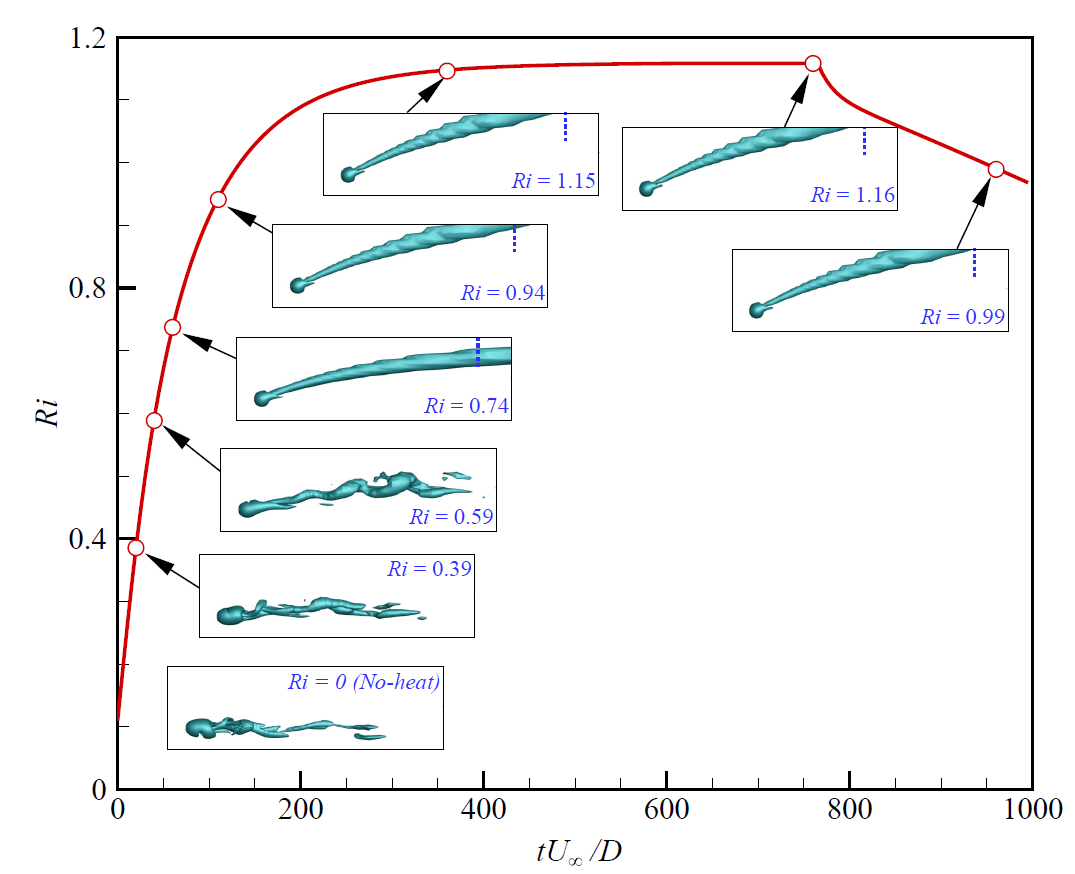 1.2
Ri = 1.15
Ri = 1.16
Ri = 0.94
0.8
Ri = 0.99
Ri = 0.74
Ri
Ri = 0.59
0.4
Ri = 0.39
Ri = 0 (No-heat)
0
0 200 400 600 800 1000
tU∞ /D